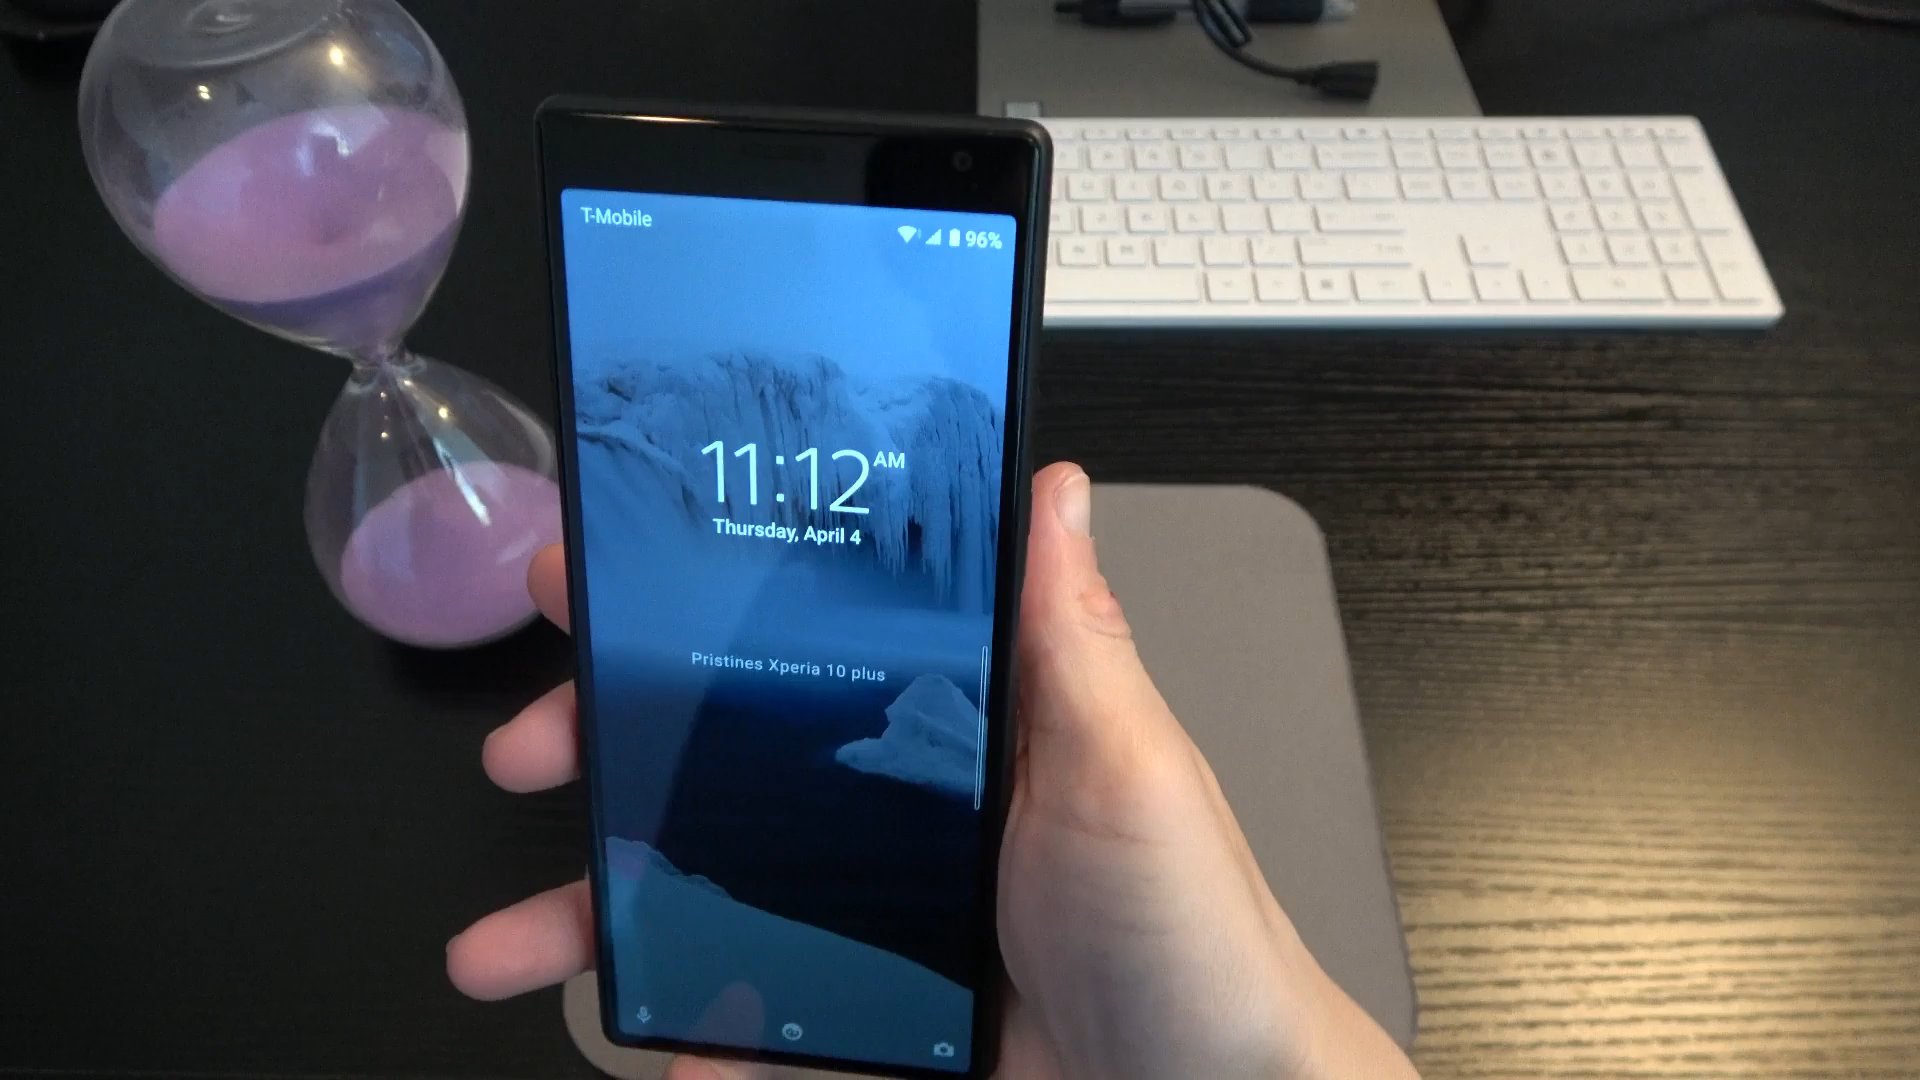 T-Mobile
96%
11:12 AM
Thursday, April 4
Pristines Xperia 10 plus